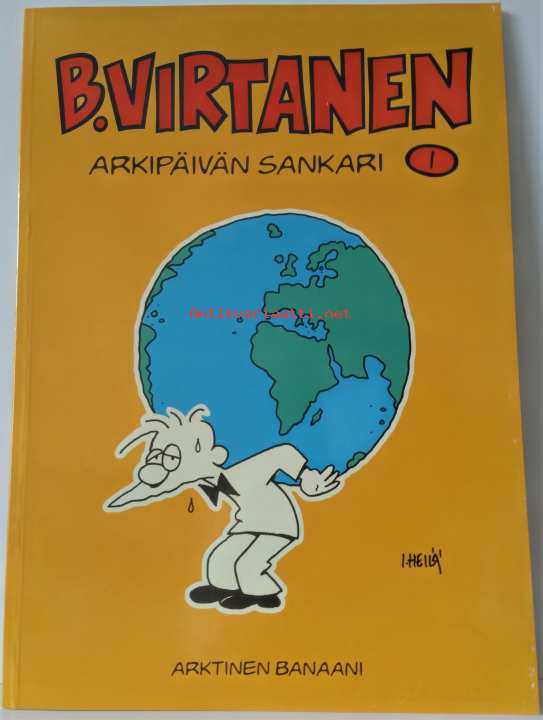 B.VIRTANEN
ARKIPÄIVÄN SANKARI 1
Antikvariaatti.net
I.HEILÄ
ARKTINEN BANAANI